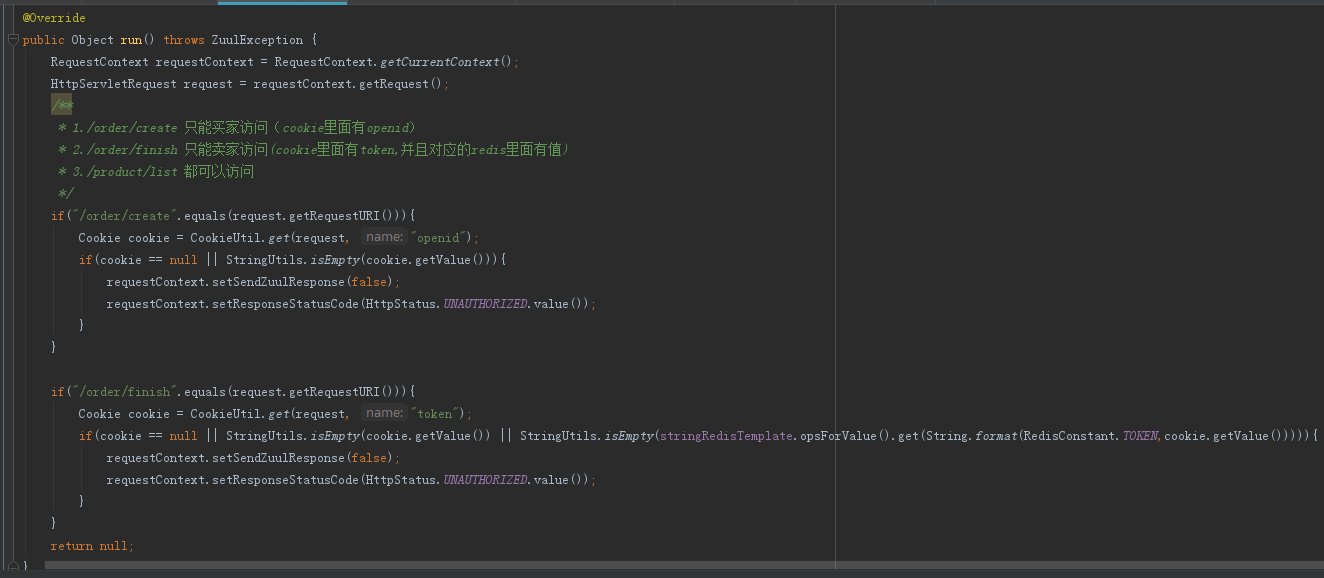 @Override
public Object run() throws ZuulException {
RequestContext requestContext = RequestContext.getCurrentContext();
HttpServletRequest request = requestContext.getRequest();
/**
* 1./order/create 只能买家访问（cookie里面有openid）
* 2./order/finish 只能卖家访问(cookie里面有token,并且对应的redis里面有值)
* 3./product/list 都可以访问
*/
if("/order/create".equals(request.getRequestURI())){
Cookie cookie = CookieUtil.get(request, name: "openid");
if(cookie == null || StringUtils.isEmpty(cookie.getValue())){
requestContext.setSendZuulResponse(false);
requestContext.setResponseStatusCode(HttpStatus.UNAUTHORIZED.value());
}
}
if("/order/finish".equals(request.getRequestURI())){
Cookie cookie = CookieUtil.get(request, name: "token");
if(cookie == null || StringUtils.isEmpty(cookie.getValue()) || StringUtils.isEmpty(stringRedisTemplate.opsForValue().get(String.format(RedisConstant.TOKEN,cookie.getValue())))){
requestContext.setSendZuulResponse(false);
requestContext.setResponseStatusCode(HttpStatus.UNAUTHORIZED.value());
}
}
return null;
}